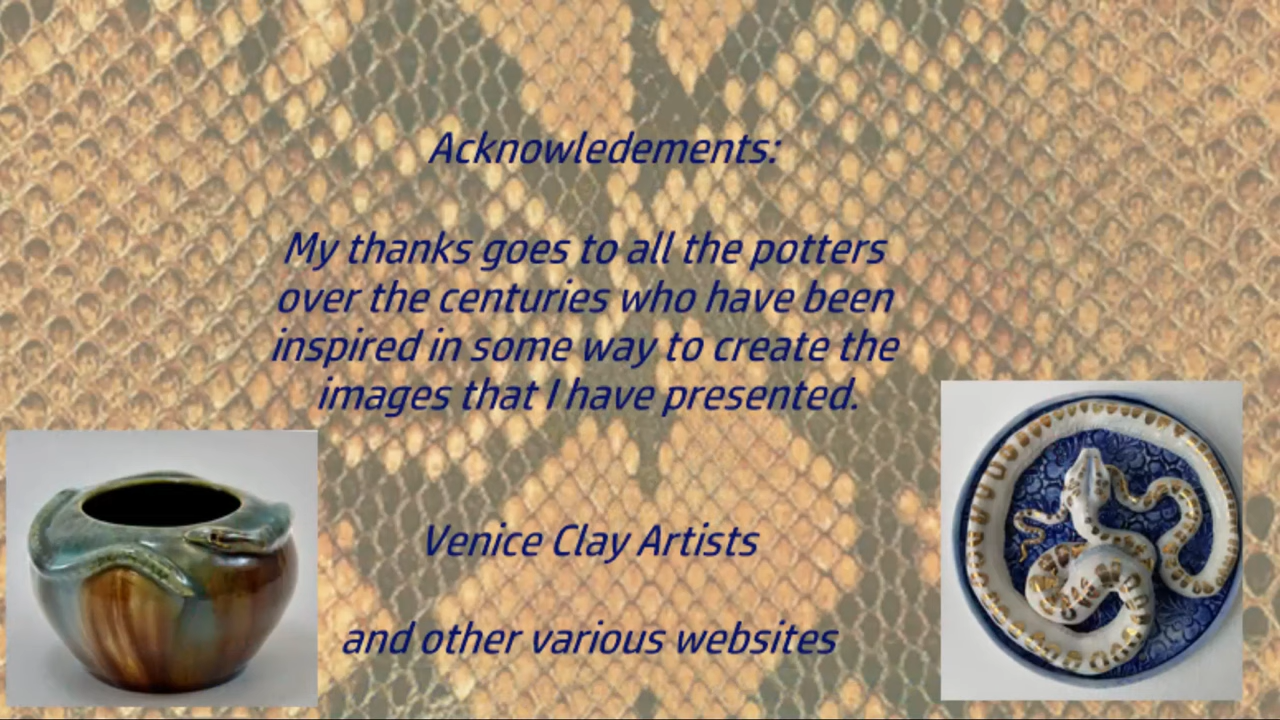 Acknowledements:
My thanks goes to all the potters
over the centuries who have been
inspired in some way to create the
images that I have presented.
Venice Clay Artists
and other various websites